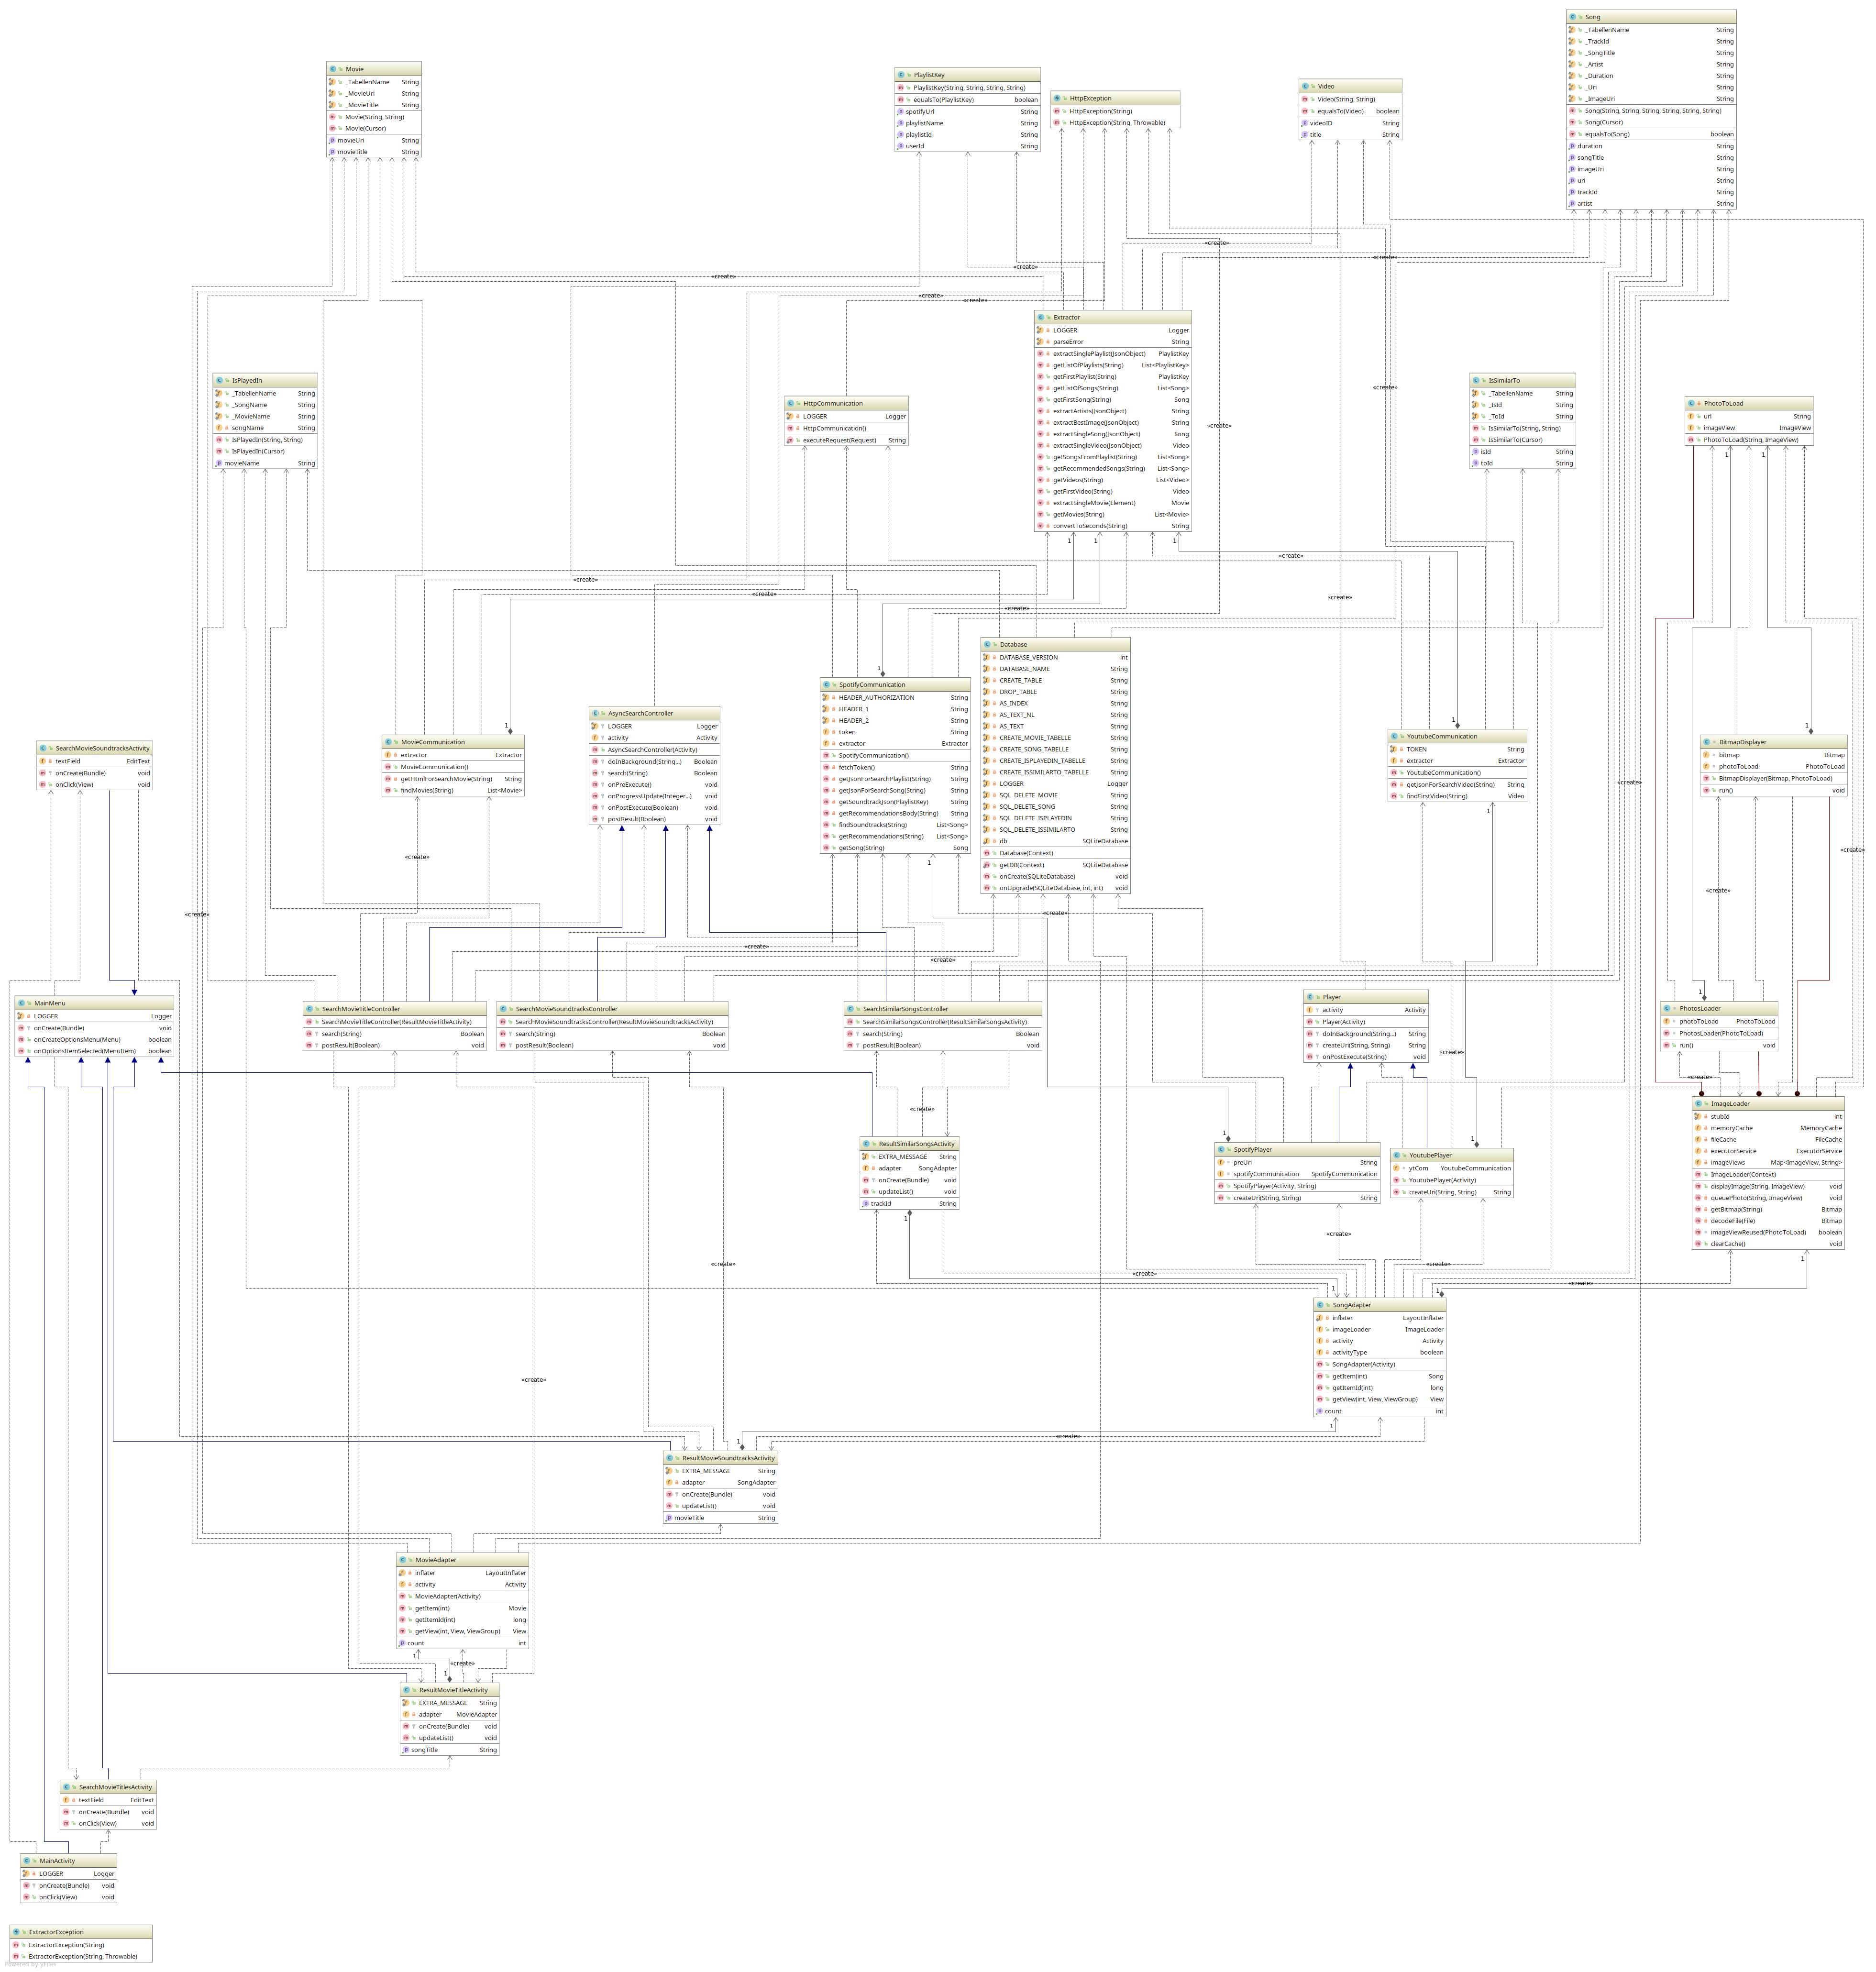 Song
_TabellenName String
_TrackId String
_SongTitle String
_Artist String
_Duration String
_Uri String
_ImageUri String
Song(String, String, String, String, String, String)
Song(Cursor)
equalsTo(Song) boolean
duration String
songTitle String
imageUri String
uri String
trackId String
artist String
Movie
_TabellenName String
_MovieUri String
_MovieTitle String
Movie(String, String)
Movie(Cursor)
movieUri String
movieTitle String
PlaylistKey
PlaylistKey(String, String, String, String)
equalsTo(PlaylistKey) boolean
spotifyUrl String
playlistName String
playlistId String
userId String
HttpException
HttpException(String)
HttpException(String, Throwable)
Video
Video(String, String)
equalsTo(Video) boolean
videoID String
title String
«create»
«create»
«create»
«create»
«create»
«create»
Extractor
LOGGER Logger
parseError String
extractSinglePlaylist(JsonObject) PlaylistKey
getListOfPlaylists(String) List<PlaylistKey>
getFirstPlaylist(String) PlaylistKey
getListOfSongs(String) List<Song>
getFirstSong(String) Song
extractArtists(JsonObject) String
extractBestImage(JsonObject) String
extractSingleSong(JsonObject) Song
extractSingleVideo(JsonObject) Video
getSongsFromPlaylist(String) List<Song>
getRecommendedSongs(String) List<Song>
getVideos(String) List<Video>
getFirstVideo(String) Video
extractSingleMovie(Element) Movie
getMovies(String) List<Movie>
convertToSeconds(String) String
IsPlayedIn
_TabellenName String
_SongName String
_MovieName String
songName String
IsPlayedIn(String, String)
IsPlayedIn(Cursor)
movieName String
HttpCommunication
LOGGER Logger
HttpCommunication()
executeRequest(Request) String
«create»
«create»
IsSimilarTo
_TabellenName String
_IsId String
_ToId String
IsSimilarTo(String, String)
IsSimilarTo(Cursor)
isId String
toId String
PhotoToLoad
url String
imageView ImageView
PhotoToLoad(String, ImageView)
1
1
1
1
1
«create»
«create»
«create»
«create»
«create»
Database
DATABASE_VERSION int
DATABASE_NAME String
CREATE_TABLE String
DROP_TABLE String
AS_INDEX String
AS_TEXT_NL String
AS_TEXT String
CREATE_MOVIE_TABELLE String
CREATE_SONG_TABELLE String
CREATE_ISPLAYEDIN_TABELLE String
CREATE_ISSIMILARTO_TABELLE String
LOGGER Logger
SQL_DELETE_MOVIE String
SQL_DELETE_SONG String
SQL_DELETE_ISPLAYEDIN String
SQL_DELETE_ISSIMILARTO String
db SQLiteDatabase
Database(Context)
getDB(Context) SQLiteDatabase
onCreate(SQLiteDatabase) void
onUpgrade(SQLiteDatabase, int, int) void
1
SpotifyCommunication
HEADER_AUTHORIZATION String
HEADER_1 String
HEADER_2 String
token String
extractor Extractor
SpotifyCommunication()
fetchToken() String
getJsonForSearchPlaylist(String) String
getJsonForSearchSong(String) String
getSoundtrackJson(PlaylistKey) String
getRecommendationsBody(String) String
findSoundtracks(String) List<Song>
getRecommendations(String) List<Song>
getSong(String) Song
AsyncSearchController
LOGGER Logger
activity Activity
AsyncSearchController(Activity)
doInBackground(String...) Boolean
search(String) Boolean
onPreExecute() void
onProgressUpdate(Integer...) void
onPostExecute(Boolean) void
postResult(Boolean) void
1
MovieCommunication
extractor Extractor
MovieCommunication()
getHtmlForSearchMovie(String) String
findMovies(String) List<Movie>
SearchMovieSoundtracksActivity
textField EditText
onCreate(Bundle) void
onClick(View) void
1
YoutubeCommunication
TOKEN String
extractor Extractor
YoutubeCommunication()
getJsonForSearchVideo(String) String
findFirstVideo(String) Video
1
BitmapDisplayer
bitmap Bitmap
photoToLoad PhotoToLoad
BitmapDisplayer(Bitmap, PhotoToLoad)
run() void
«create»
1
1
«create»
«create»
«create»
«create»
«create»
«create»
«create»
MainMenu
LOGGER Logger
onCreate(Bundle) void
onCreateOptionsMenu(Menu) boolean
onOptionsItemSelected(MenuItem) boolean
SearchMovieTitleController
SearchMovieTitleController(ResultMovieTitleActivity)
search(String) Boolean
postResult(Boolean) void
SearchMovieSoundtracksController
SearchMovieSoundtracksController(ResultMovieSoundtracksActivity)
search(String) Boolean
postResult(Boolean) void
SearchSimilarSongsController
SearchSimilarSongsController(ResultSimilarSongsActivity)
search(String) Boolean
postResult(Boolean) void
Player
activity Activity
Player(Activity)
doInBackground(String...) String
createUri(String, String) String
onPostExecute(String) void
1
PhotosLoader
photoToLoad PhotoToLoad
PhotosLoader(PhotoToLoad)
run() void
«create»
«create»
«create»
ImageLoader
stubId int
memoryCache MemoryCache
fileCache FileCache
executorService ExecutorService
imageViews Map<ImageView, String>
ImageLoader(Context)
displayImage(String, ImageView) void
queuePhoto(String, ImageView) void
getBitmap(String) Bitmap
decodeFile(File) Bitmap
imageViewReused(PhotoToLoad) boolean
clearCache() void
ResultSimilarSongsActivity
EXTRA_MESSAGE String
adapter SongAdapter
onCreate(Bundle) void
updateList() void
trackId String
1
SpotifyPlayer
preUri String
spotifyCommunication SpotifyCommunication
SpotifyPlayer(Activity, String)
createUri(String, String) String
1
YoutubePlayer
ytCom YoutubeCommunication
YoutubePlayer(Activity)
createUri(String, String) String
1
«create»
«create»
1
«create»
«create»
«create»
1
1
SongAdapter
inflater LayoutInflater
imageLoader ImageLoader
activity Activity
activityType boolean
SongAdapter(Activity)
getItem(int) Song
getItemId(int) long
getView(int, View, ViewGroup) View
count int
«create»
1
«create»
1
ResultMovieSoundtracksActivity
EXTRA_MESSAGE String
adapter SongAdapter
onCreate(Bundle) void
updateList() void
movieTitle String
MovieAdapter
inflater LayoutInflater
activity Activity
MovieAdapter(Activity)
getItem(int) Movie
getItemId(int) long
getView(int, View, ViewGroup) View
count int
1
«create»
1
ResultMovieTitleActivity
EXTRA_MESSAGE String
adapter MovieAdapter
onCreate(Bundle) void
updateList() void
songTitle String
SearchMovieTitlesActivity
textField EditText
onCreate(Bundle) void
onClick(View) void
MainActivity
LOGGER Logger
onCreate(Bundle) void
onClick(View) void
ExtractorException
ExtractorException(String)
ExtractorException(String, Throwable)
Powered by yFiles